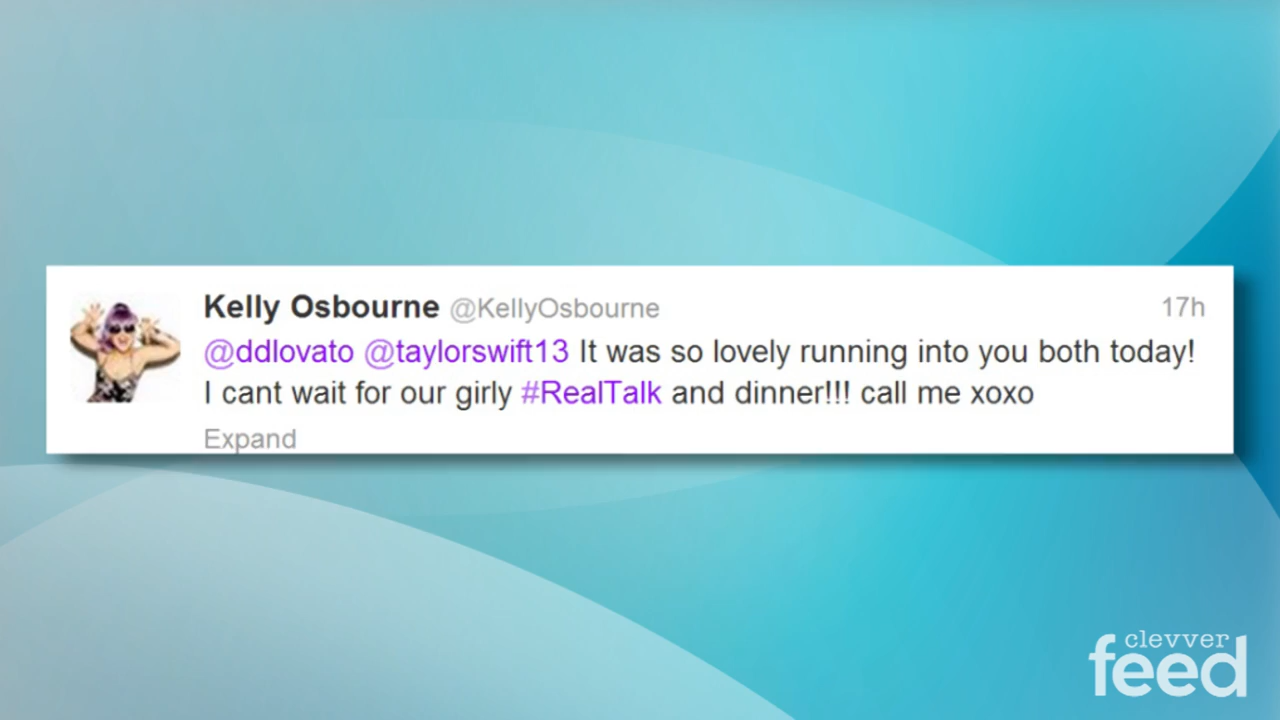 Kelly Osbourne @KellyOsbourne 17h
@ddlovato @taylorswift13 It was so lovely running into you both today!
I cant wait for our girly #RealTalk and dinner!!! call me xoxo
Expand
clevver
feed